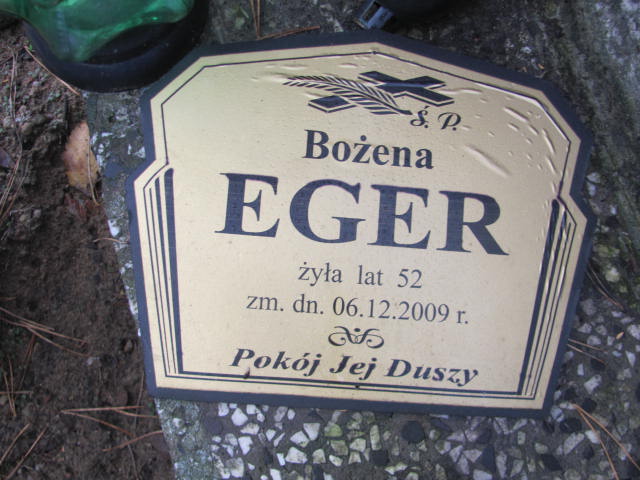 Ś. P.
Bożena
EGER
żyła lat 52
zm. dn. 06.12.2009 r.
Pokój Jej Duszy